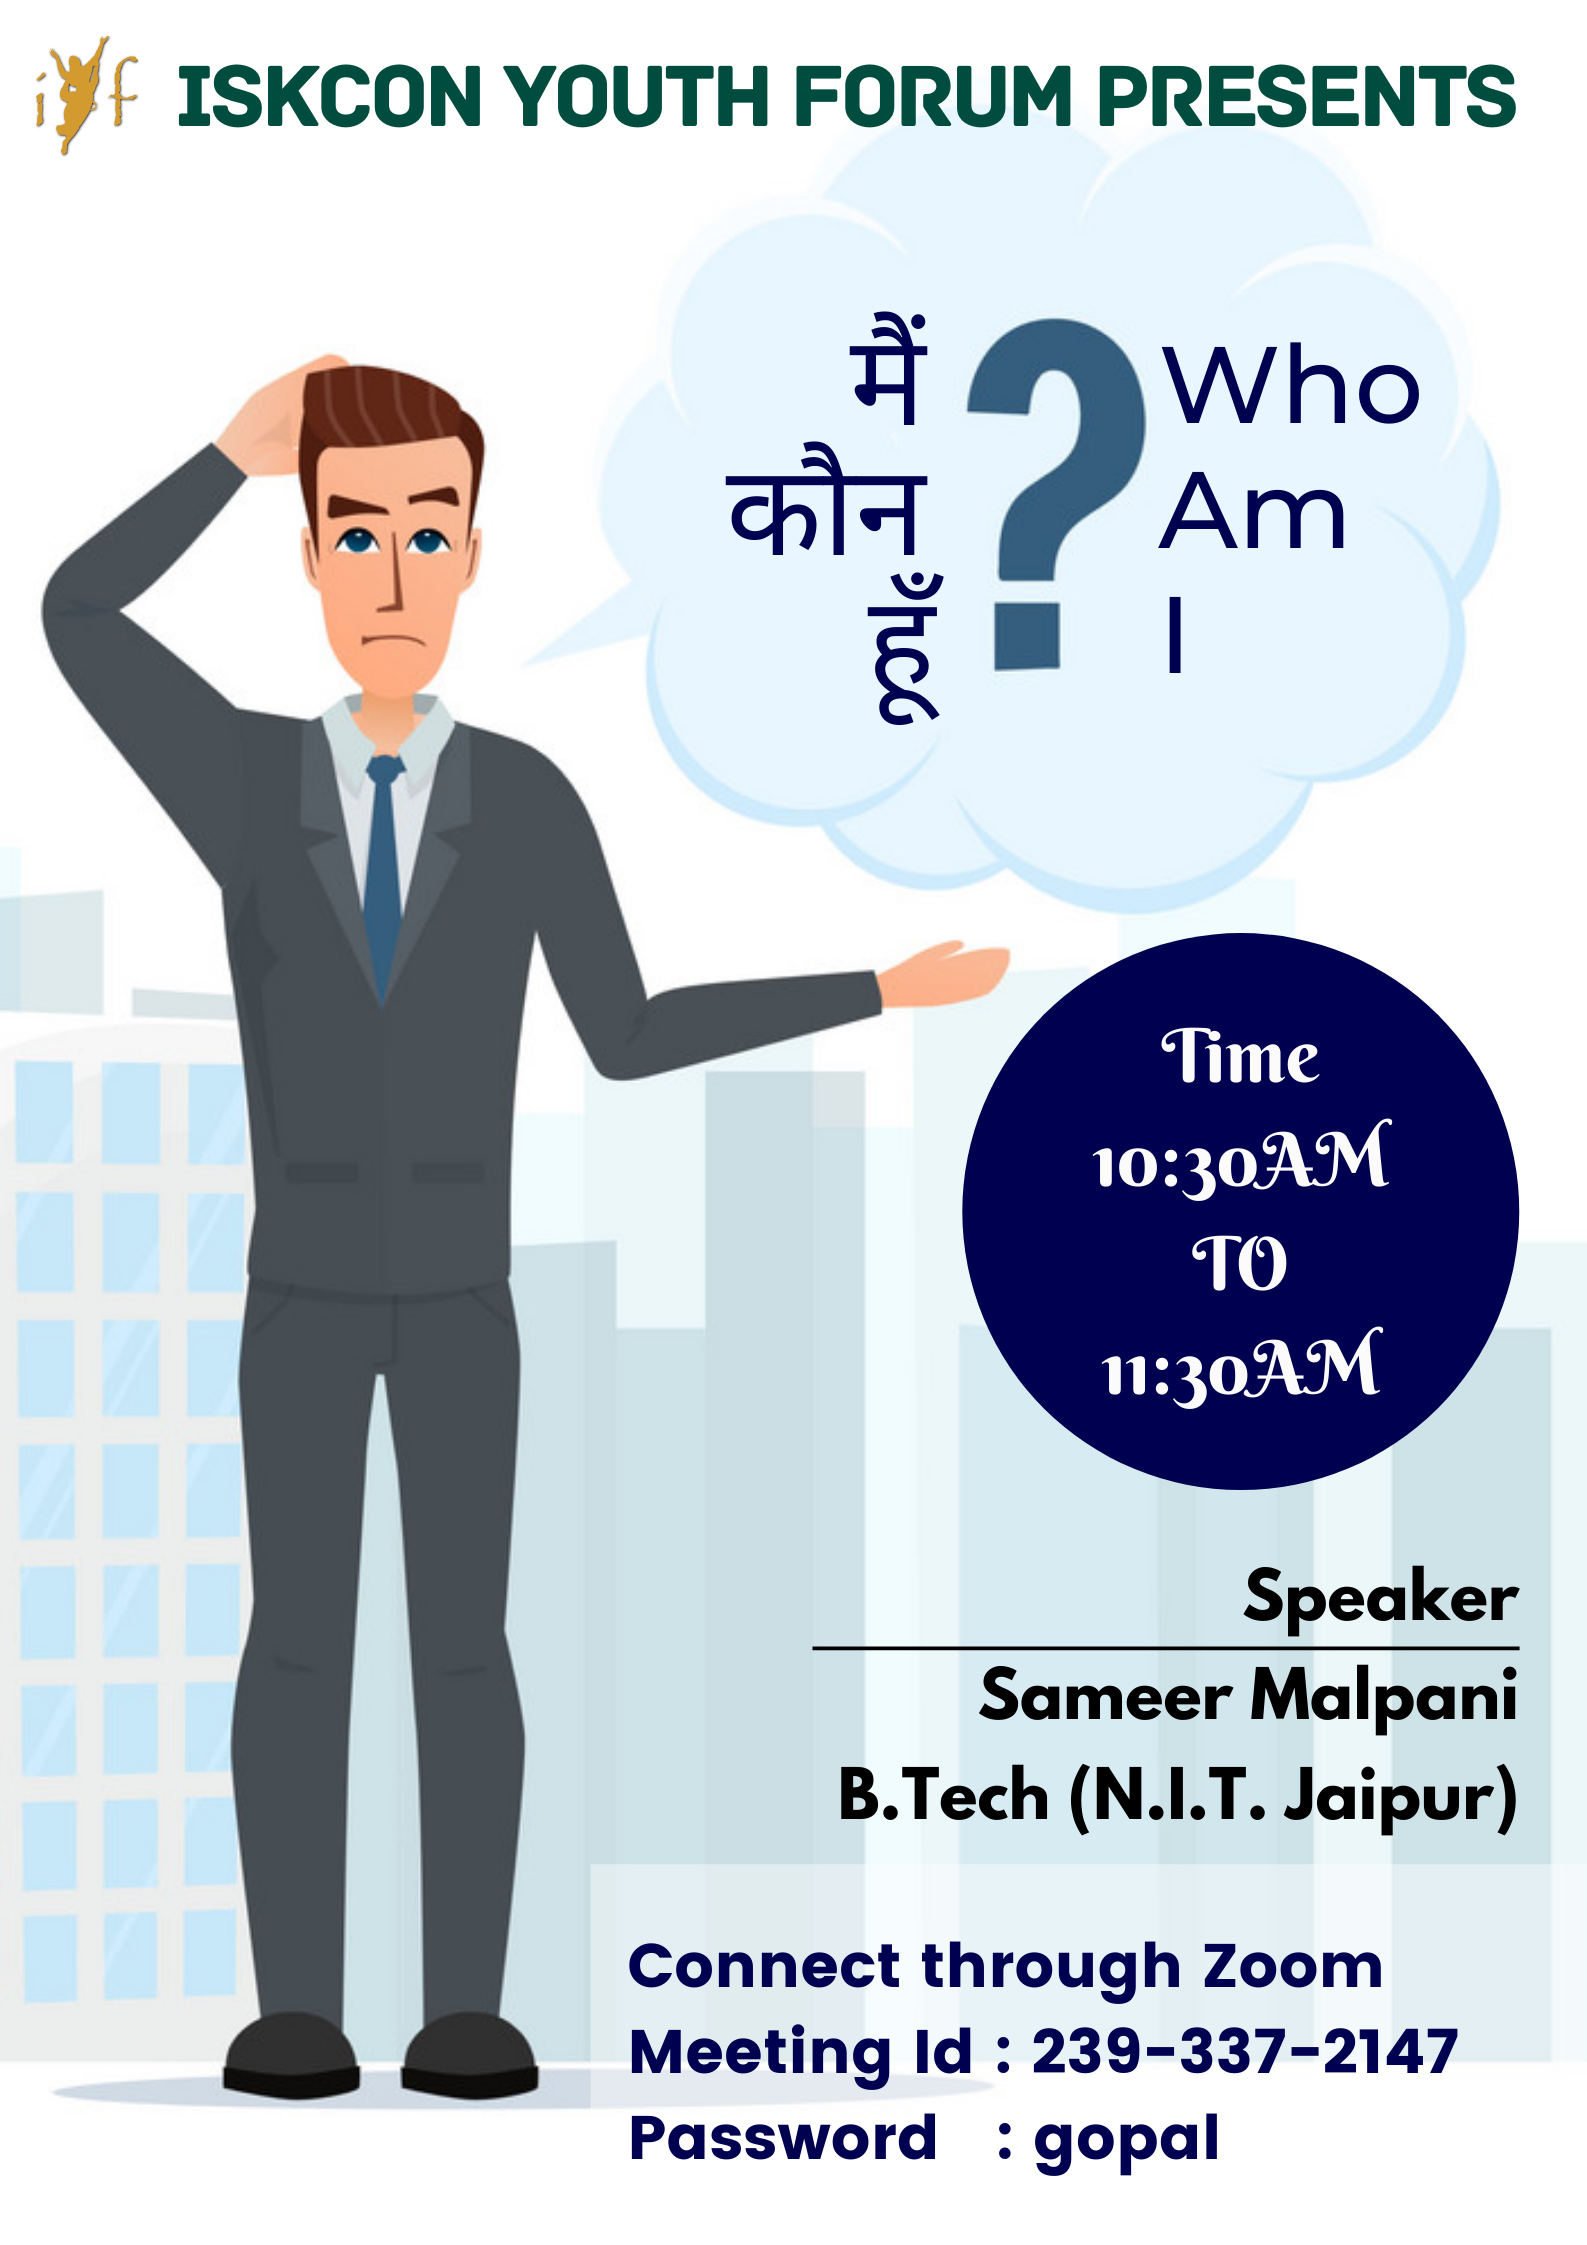 iyf
ISKCON YOUTH FORUM PRESENTS
मैं
कौन
हूँ
?
Who
Am
I
Time
10:30AM
TO
11:30AM
Speaker
Sameer Malpani
B.Tech (N.I.T. Jaipur)
Connect through Zoom
Meeting Id : 239-337-2147
Password : gopal